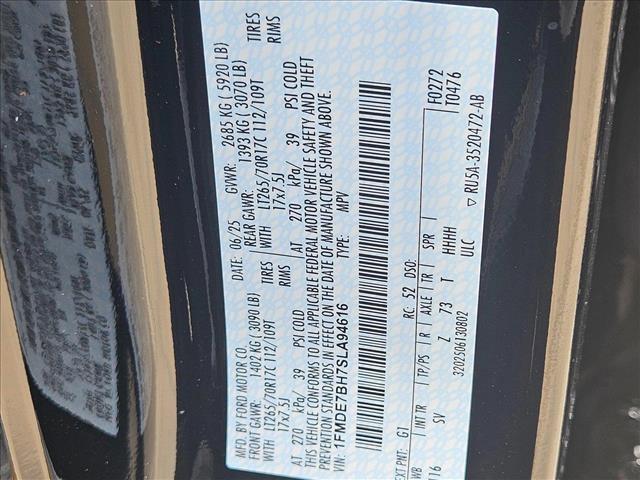 MFD. BY FORD MOTOR CO.
DATE: 06/25 GVWR: 2685 KG ( 5920 LB)
FRONT GAWR: 1402 KG ( 3090 LB) REAR GAWR: 1393 KG ( 3070 LB)
WITH LT265/70R17C 112/109T TIRES WITH LT265/70R17C 112/109T TIRES
17x7.5J RIMS 17x7.5J RIMS
AT 270 kPa/ 39 PSI COLD AT 270 kPa/ 39 PSI COLD
THIS VEHICLE CONFORMS TO ALL APPLICABLE FEDERAL MOTOR VEHICLE SAFETY AND THEFT
PREVENTION STANDARDS IN EFFECT ON THE DATE OF MANUFACTURE SHOWN ABOVE.
VIN: 1FMDE7BH7SLA94616
TYPE: MPV
EXT PNT: G1 RC: 52 DSO: F0272
WB INT TR TP/PS R AXLE TR SPR T0476
116 SV Z 73 T HHHH
3202506130802 ULC ▽ RU5A-3520472-AB